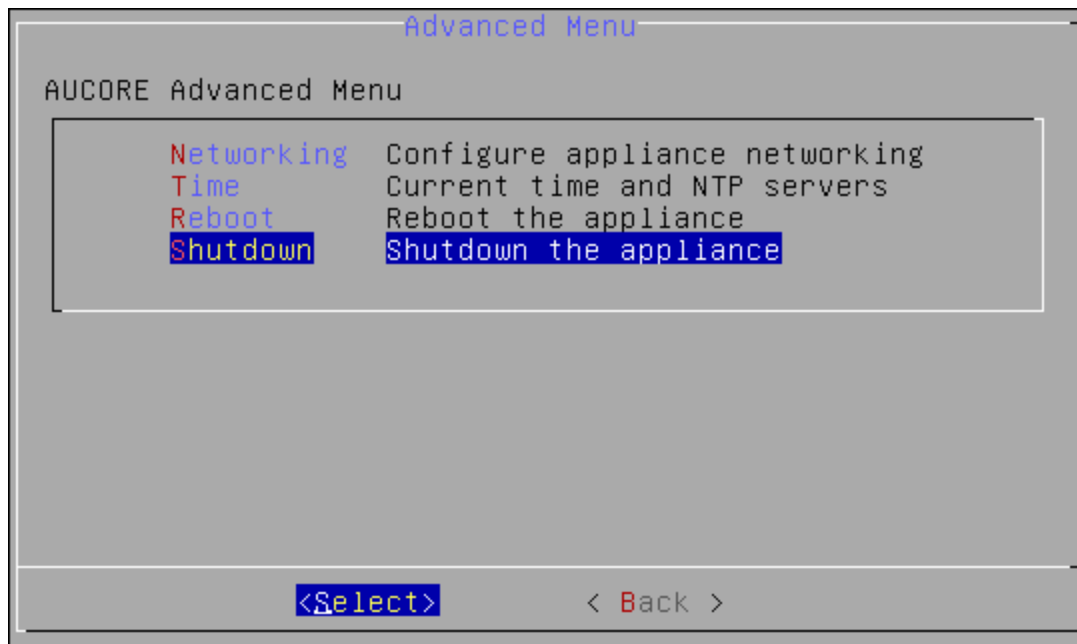 Advanced Menu
AUCORE Advanced Menu
Networking Configure appliance networking
Time Current time and NTP servers
Reboot Reboot the appliance
Shutdown Shutdown the appliance
<Select> < Back >